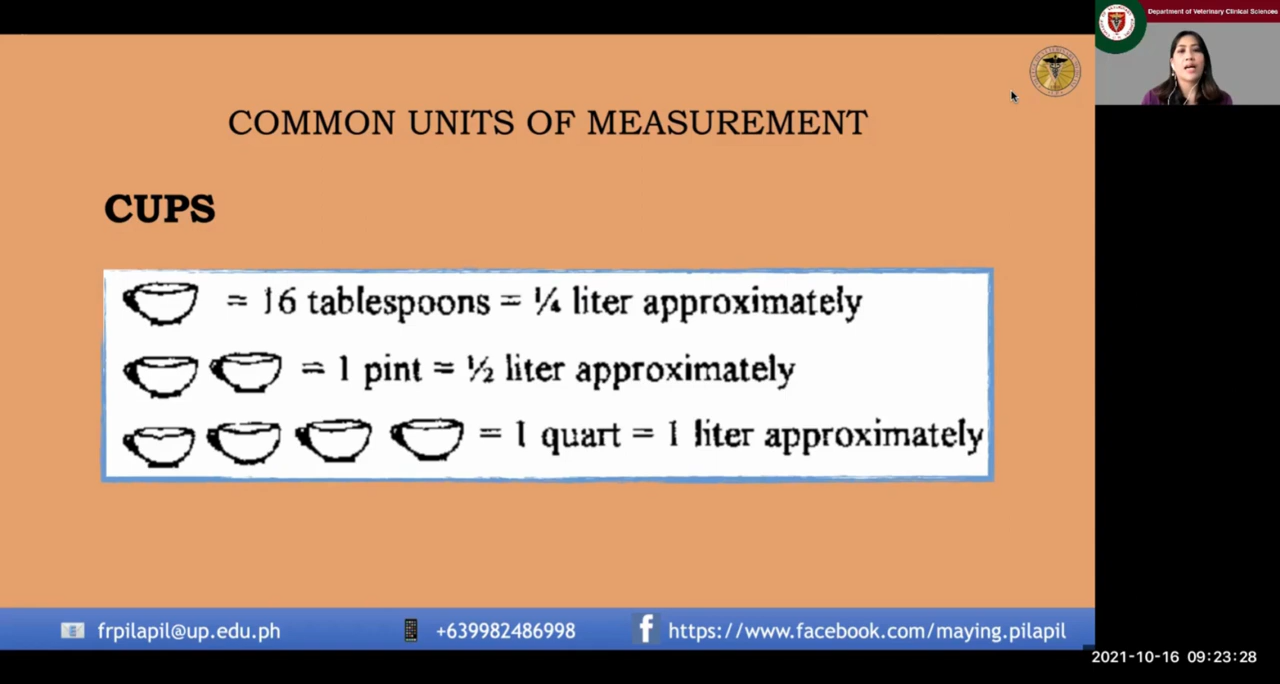 Department of Veterinary Clinical Sciences
COMMON UNITS OF MEASUREMENT
CUPS
= 16 tablespoons = ¼ liter approximately
= 1 pint = ½ liter approximately
= 1 quart = 1 liter approximately
frpilapil@up.edu.ph
+639982486998
https://www.facebook.com/maying.pilapil
2021-10-16 09:23:28